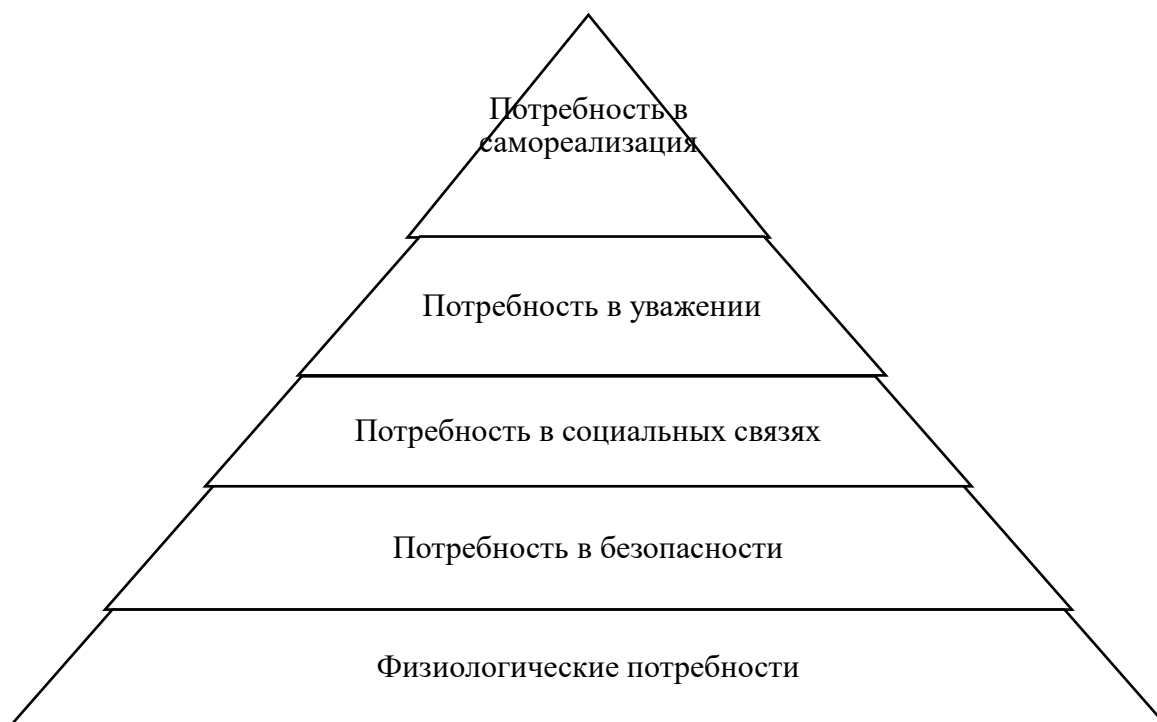 Потребность в
самореализация
Потребность в уважении
Потребность в социальных связях
Потребность в безопасности
Физиологические потребности